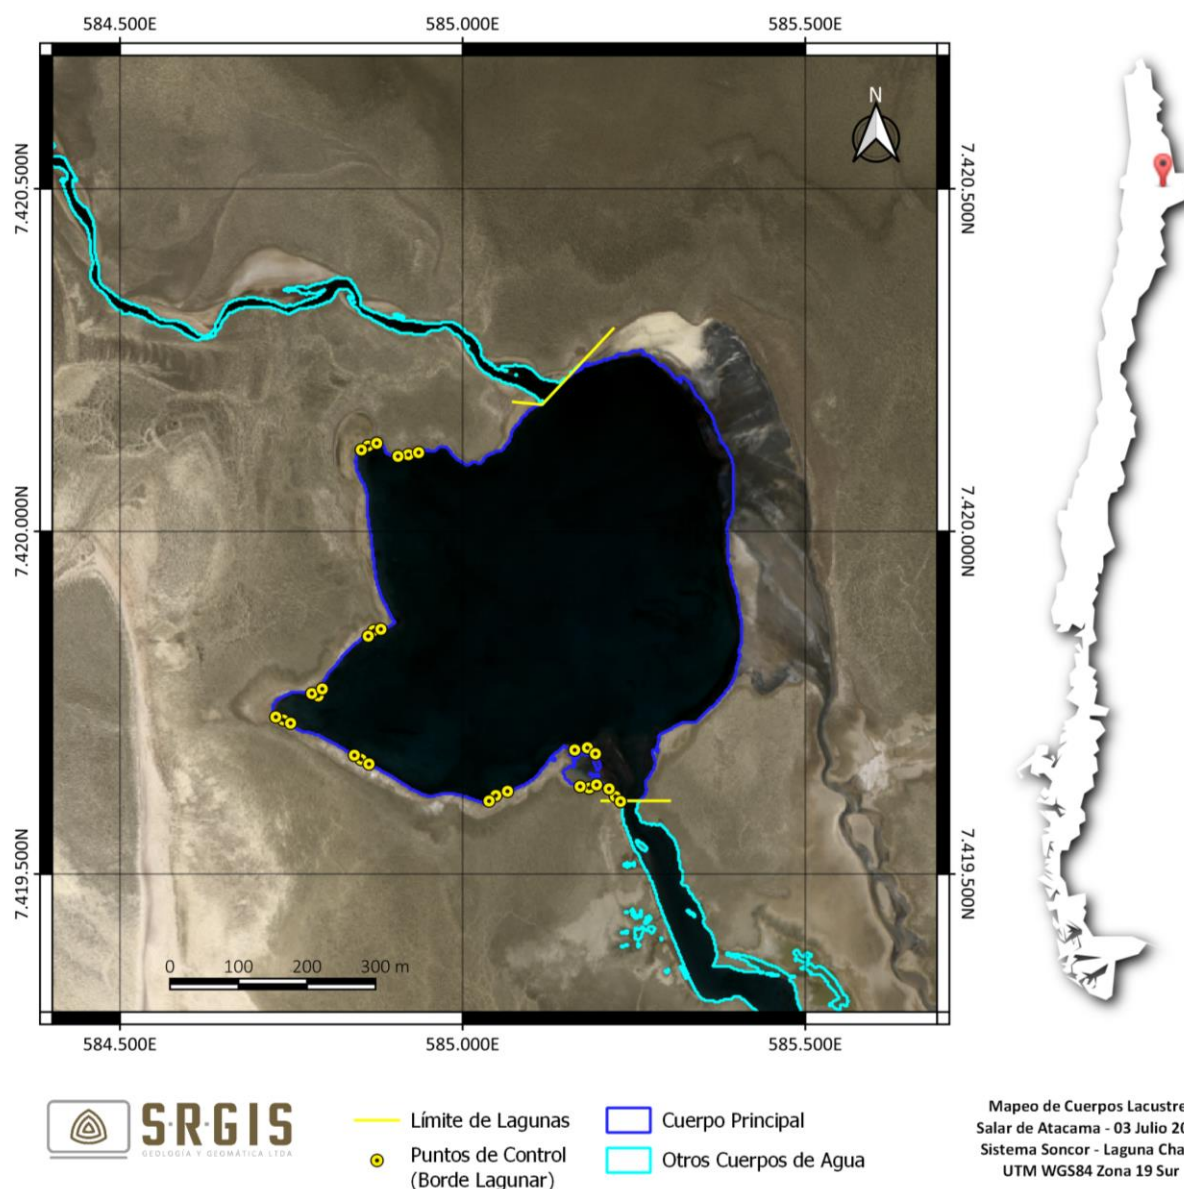 584.500E 585.000E 585.500E
N
7.420.500N 7.420.500N
7.420.000N 7.420.000N
7.419.500N 7.419.500N
0 100 200 300 m
584.500E 585.000E 585.500E
S·R·GIS
GEOLOGÍA Y GEOMÁTICA LTDA
Límite de Lagunas
Puntos de Control
(Borde Lagunar)
Cuerpo Principal
Otros Cuerpos de Agua
Mapeo de Cuerpos Lacustre
Salar de Atacama - 03 Julio 20
Sistema Soncor - Laguna Cha
UTM WGS84 Zona 19 Sur